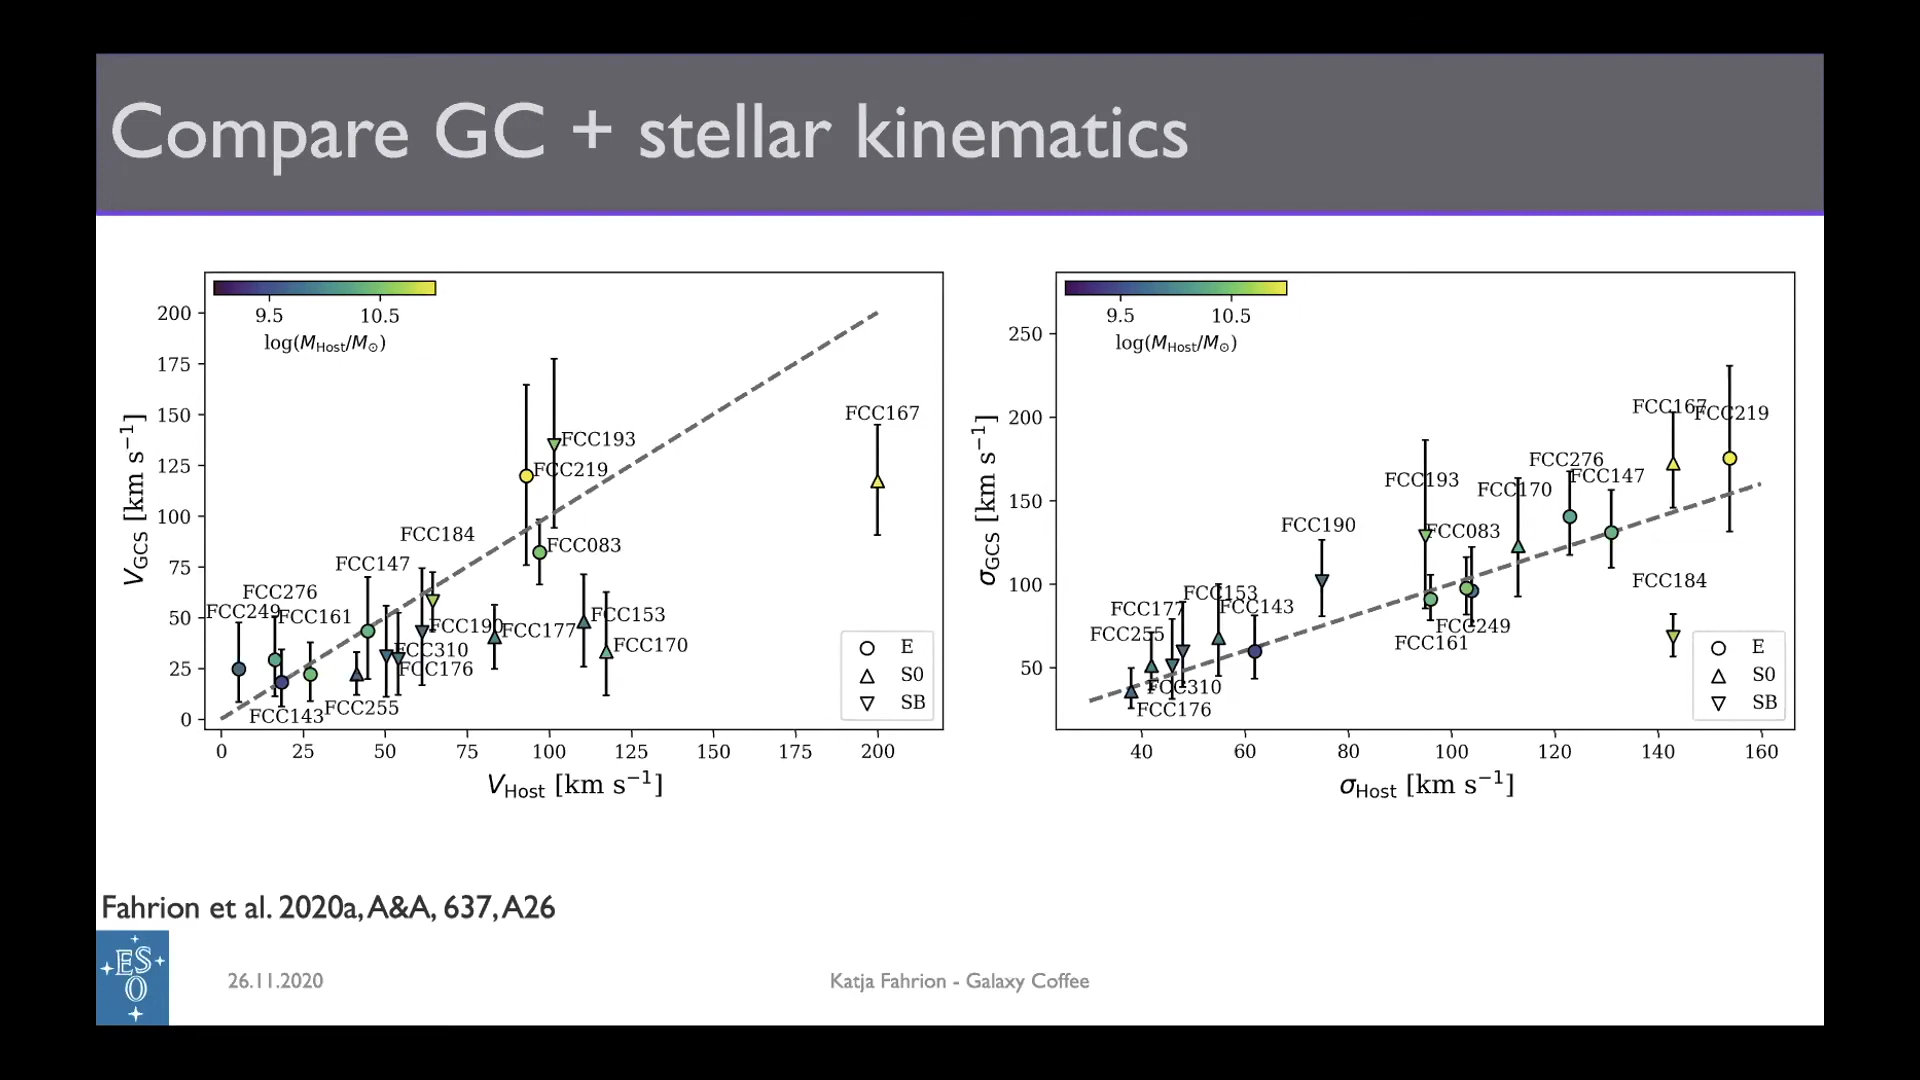 Compare GC + stellar kinematics
9.5 10.5
log(M_Host/M_⊙)
200
175
150
125
100
75
50
25
0
V_GCS [km s⁻¹]
FCC167
FCC193
FCC219
FCC184
FCC083
FCC147
FCC276
FCC249
FCC161
FCC190
FCC177
FCC153
FCC170
FCC310
FCC176
FCC255
FCC143
E
S0
SB
0 25 50 75 100 125 150 175 200
V_Host [km s⁻¹]
9.5 10.5
log(M_Host/M_⊙)
250
200
150
100
50
σ_GCS [km s⁻¹]
FCC167
FCC219
FCC276
FCC147
FCC193
FCC170
FCC190
FCC083
FCC184
FCC153
FCC177
FCC143
FCC255
FCC249
FCC161
FCC310
FCC176
E
S0
SB
40 60 80 100 120 140 160
σ_Host [km s⁻¹]
Fahrion et al. 2020a, A&A, 637, A26
ES
O
26.11.2020
Katja Fahrion - Galaxy Coffee